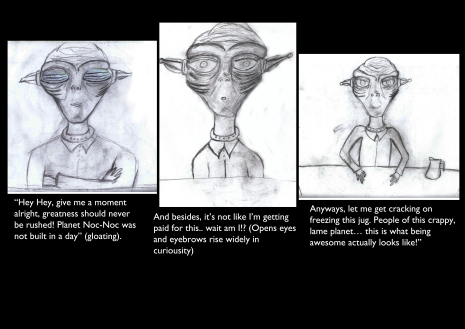 “Hey Hey, give me a moment
alright, greatness should never
be rushed! Planet Noc-Noc was
not built in a day” (gloating).
And besides, it’s not like I’m getting
paid for this.. wait am I!? (Opens eyes
and eyebrows rise widely in
curiousity)
Anyways, let me get cracking on
freezing this jug. People of this crappy,
lame planet… this is what being
awesome actually looks like!”